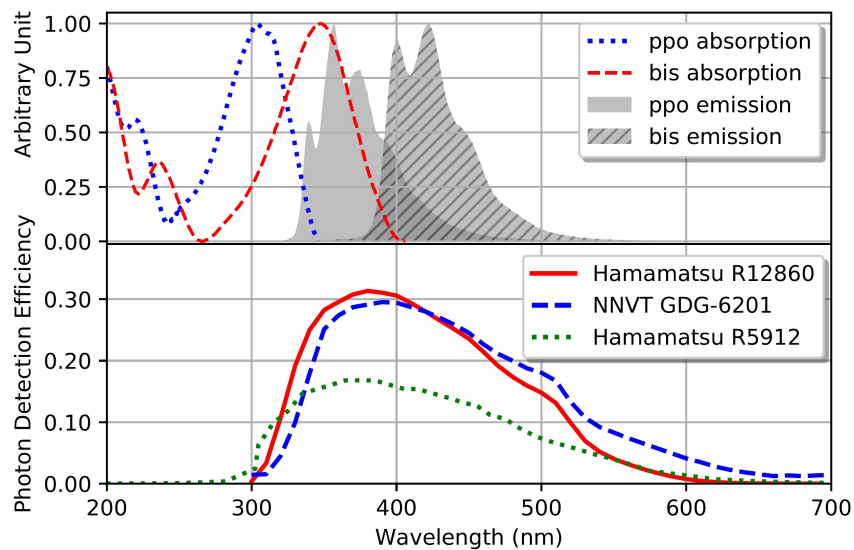 Arbitrary Unit
1.00
0.75
0.50
0.25
0.00
ppo absorption
bis absorption
ppo emission
bis emission
Photon Detection Efficiency
0.30
0.20
0.10
0.00
Hamamatsu R12860
NNVT GDG-6201
Hamamatsu R5912
200 300 400 500 600 700
Wavelength (nm)